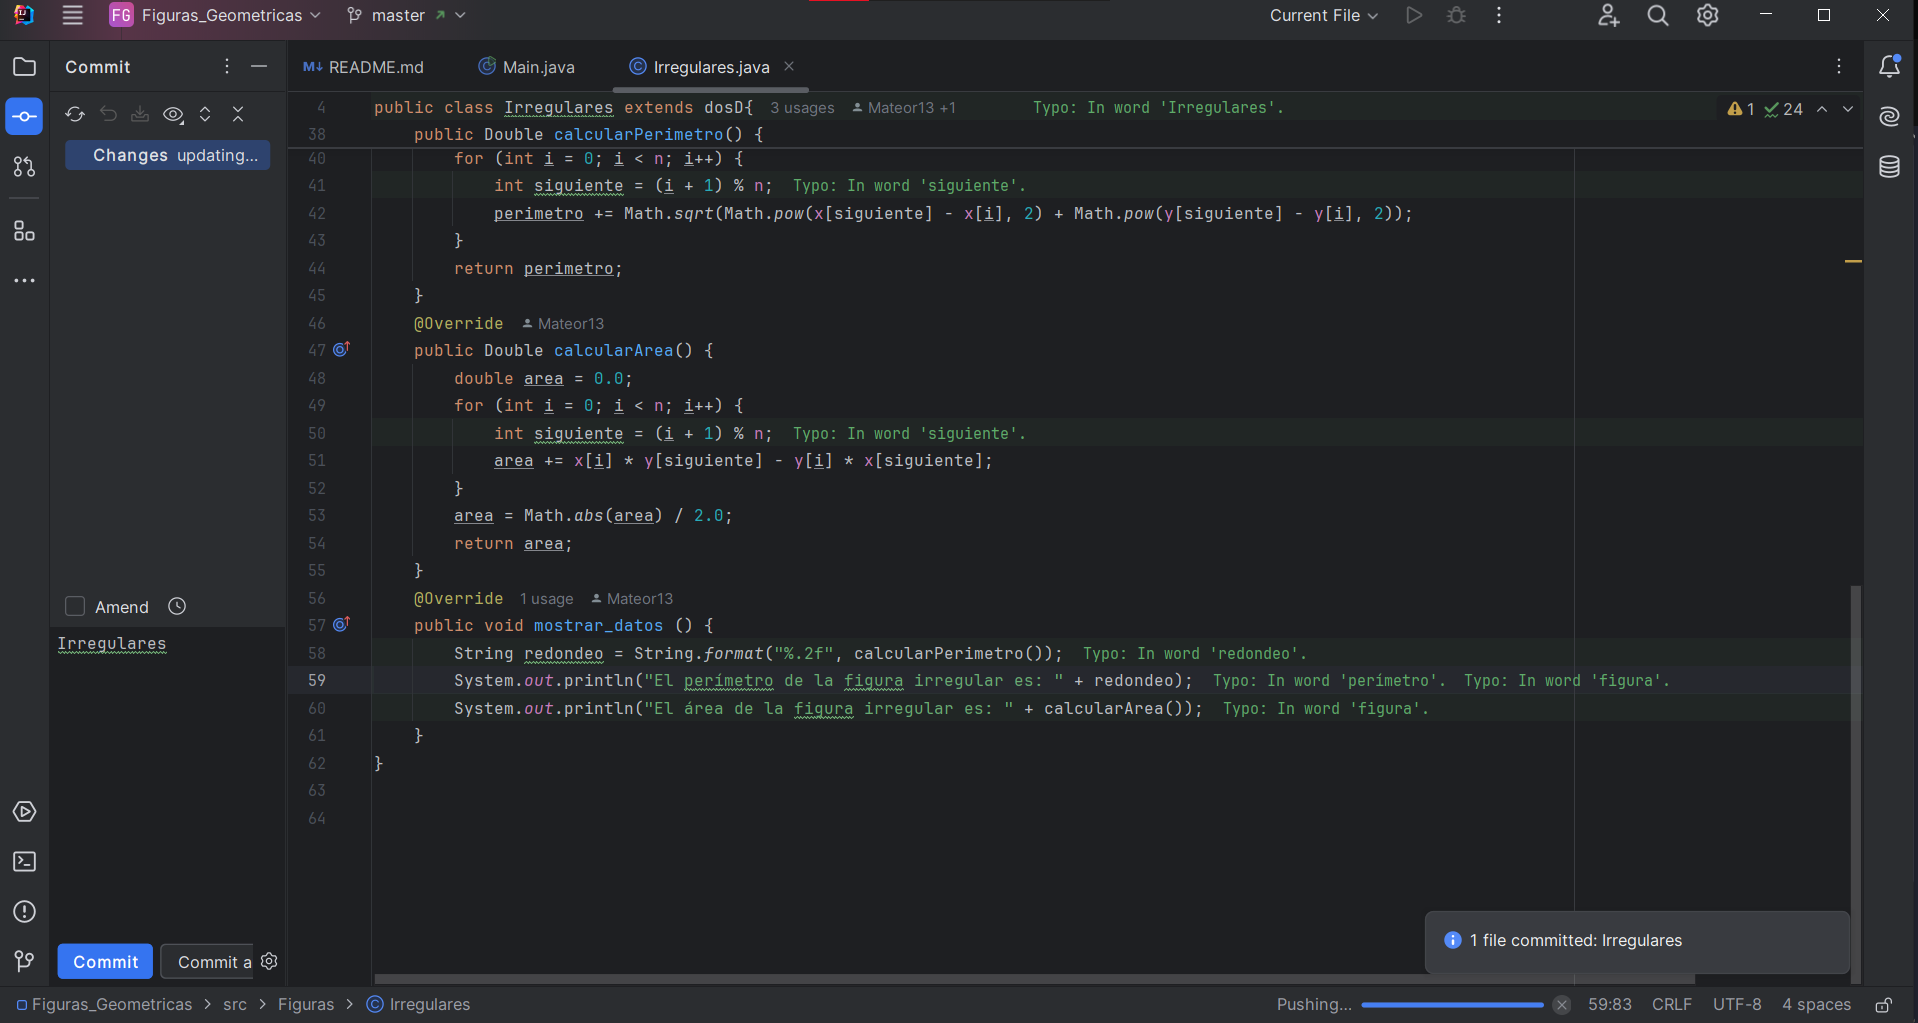 FG Figuras_Geometricas master Current File
Commit
README.md Main.java Irregulares.java
Changes updating...
4 public class Irregulares extends dosD{ 3 usages Mateor13 +1 Typo: In word 'Irregulares'. 1 24
38 public Double calcularPerimetro() {
40 for (int i = 0; i < n; i++) {
41 int siguiente = (i + 1) % n; Typo: In word 'siguiente'.
42 perimetro += Math.sqrt(Math.pow(x[siguiente] - x[i], 2) + Math.pow(y[siguiente] - y[i], 2));
43 }
44 return perimetro;
45 }
46 @Override Mateor13
47 public Double calcularArea() {
48 double area = 0.0;
49 for (int i = 0; i < n; i++) {
50 int siguiente = (i + 1) % n; Typo: In word 'siguiente'.
51 area += x[i] * y[siguiente] - y[i] * x[siguiente];
52 }
53 area = Math.abs(area) / 2.0;
54 return area;
55 }
56 @Override 1 usage Mateor13
57 public void mostrar_datos () {
58 String redondeo = String.format("%.2f", calcularPerimetro()); Typo: In word 'redondeo'.
59 System.out.println("El perímetro de la figura irregular es: " + redondeo); Typo: In word 'perímetro'. Typo: In word 'figura'.
60 System.out.println("El área de la figura irregular es: " + calcularArea()); Typo: In word 'figura'.
61 }
62 }
63
64
Amend
Irregulares
Commit Commit a
1 file committed: Irregulares
Figuras_Geometricas > src > Figuras > Irregulares Pushing... 59:83 CRLF UTF-8 4 spaces